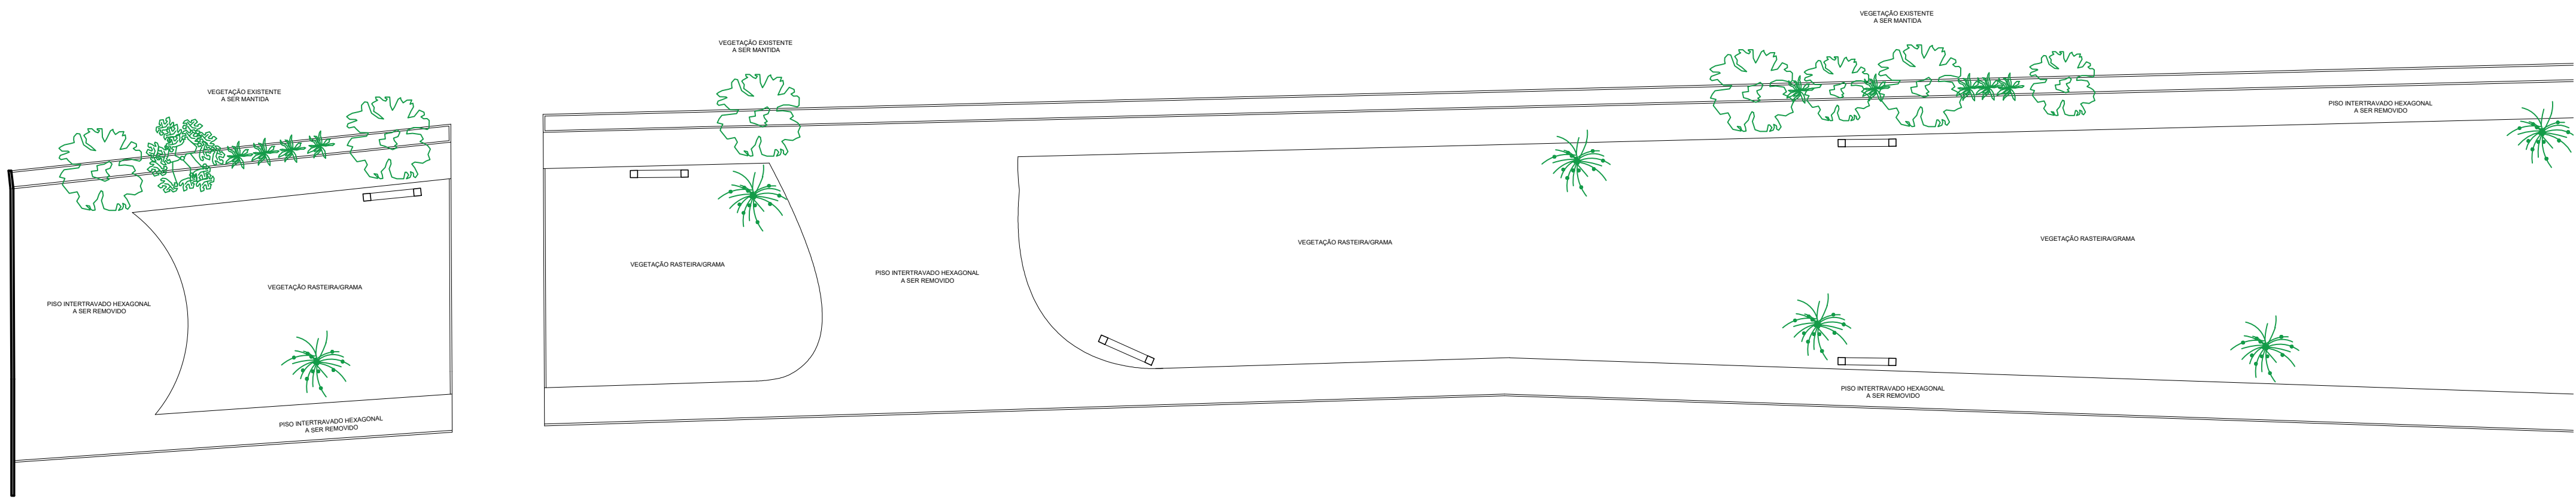 VEGETAÇÃO EXISTENTE
A SER MANTIDA
VEGETAÇÃO EXISTENTE
A SER MANTIDA
VEGETAÇÃO EXISTENTE
A SER MANTIDA
PISO INTERTRAVADO HEXAGONAL
A SER REMOVIDO
VEGETAÇÃO RASTEIRA/GRAMA
PISO INTERTRAVADO HEXAGONAL
A SER REMOVIDO
VEGETAÇÃO RASTEIRA/GRAMA
PISO INTERTRAVADO HEXAGONAL
A SER REMOVIDO
VEGETAÇÃO RASTEIRA/GRAMA
VEGETAÇÃO RASTEIRA/GRAMA
PISO INTERTRAVADO HEXAGONAL
A SER REMOVIDO
PISO INTERTRAVADO HEXAGONAL
A SER REMOVIDO